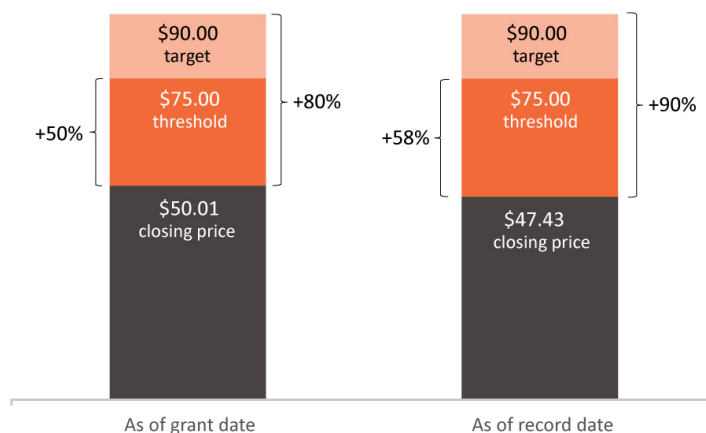 $90.00
target
$75.00
threshold
+50%
+80%
$50.01
closing price
As of grant date
$90.00
target
$75.00
threshold
+58%
+90%
$47.43
closing price
As of record date